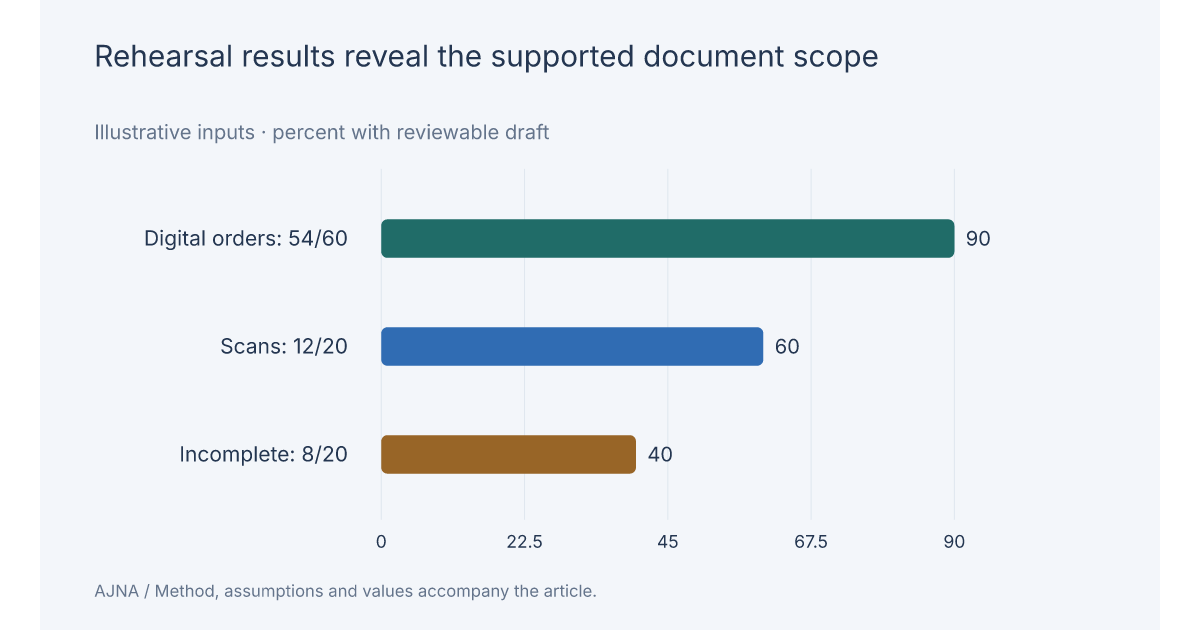 Rehearsal results reveal the supported document scope
Illustrative inputs · percent with reviewable draft
Digital orders: 54/60 90
Scans: 12/20 60
Incomplete: 8/20 40
0 22.5 45 67.5 90
AJNA / Method, assumptions and values accompany the article.